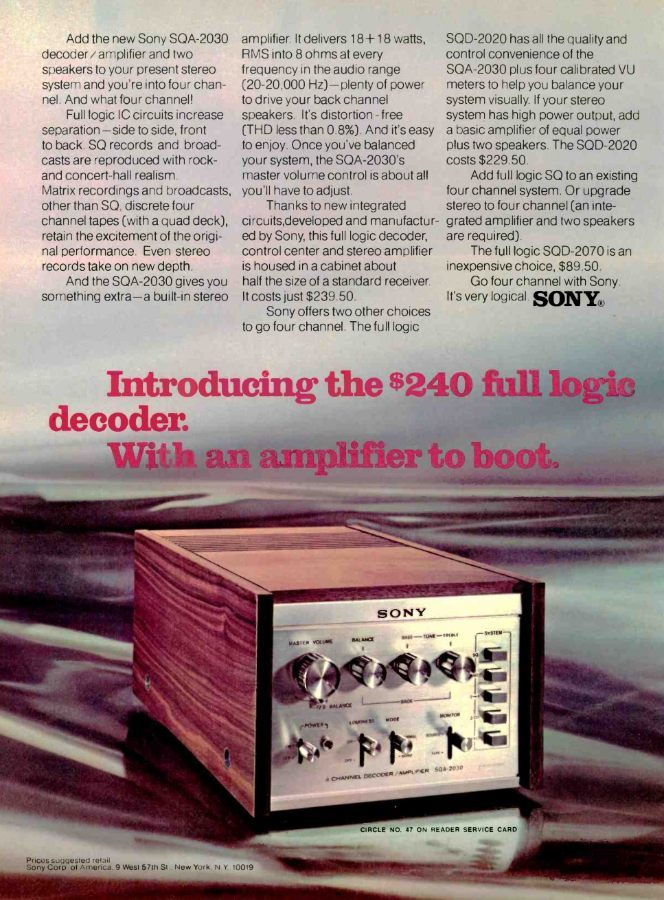 Add the new Sony SQA-2030
decoder/amplifier and two
speakers to your present stereo
system and you're into four chan-
nel. And what four channel!
Full logic IC circuits increase
separation—side to side, front
to back. SQ records and broad-
casts are reproduced with rock-
and concert-hall realism.
Matrix recordings and broadcasts,
other than SQ, discrete four
channel tapes (with a quad deck),
retain the excitement of the origi-
nal performance. Even stereo
records take on new depth.
And the SQA-2030 gives you
something extra—a built-in stereo
amplifier. It delivers 18+18 watts,
RMS into 8 ohms at every
frequency in the audio range
(20-20,000 Hz)—plenty of power
to drive your back channel
speakers. It's distortion-free
(THD less than 0.8%). And it's easy
to enjoy. Once you've balanced
your system, the SQA-2030's
master volume control is about all
you'll have to adjust.
Thanks to new integrated
circuits,developed and manufactur-
ed by Sony, this full logic decoder,
control center and stereo amplifier
is housed in a cabinet about
half the size of a standard receiver.
It costs just $239.50.
Sony offers two other choices
to go four channel. The full logic
SQD-2020 has all the quality and
control convenience of the
SQA-2030 plus four calibrated VU
meters to help you balance your
system visually. If your stereo
system has high power output, add
a basic amplifier of equal power
plus two speakers. The SQD-2020
costs $229.50.
Add full logic SQ to an existing
four channel system. Or upgrade
stereo to four channel (an inte-
grated amplifier and two speakers
are required).
The full logic SQD-2070 is an
inexpensive choice, $89.50.
Go four channel with Sony.
It's very logical. SONY®
Introducing the $240 full logic
decoder.
With an amplifier to boot.
SONY
MASTER VOLUME BALANCE BASS — TONE — TREBLE SYSTEM
BALANCE BACK
POWER LOUDNESS MODE MONITOR
4 CHANNEL DECODER/AMPLIFIER SQA-2030
CIRCLE NO. 47 ON READER SERVICE CARD
Prices suggested retail.
Sony Corp. of America, 9 West 57th St., New York, N.Y. 10019